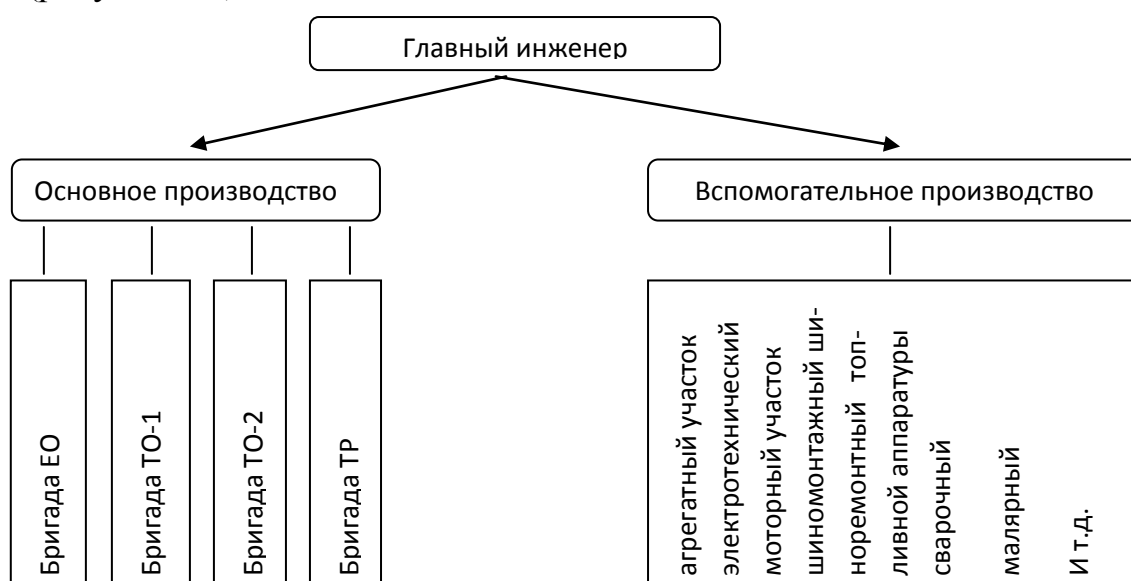 Главный инженер
Основное производство
Вспомогательное производство
Бригада ЕО
Бригада ТО-1
Бригада ТО-2
Бригада ТР
агрегатный участок
электротехнический
моторный участок
шиномонтажный ши-
норемонтный топ-
ливной аппаратуры
сварочный
малярный
И т.д.